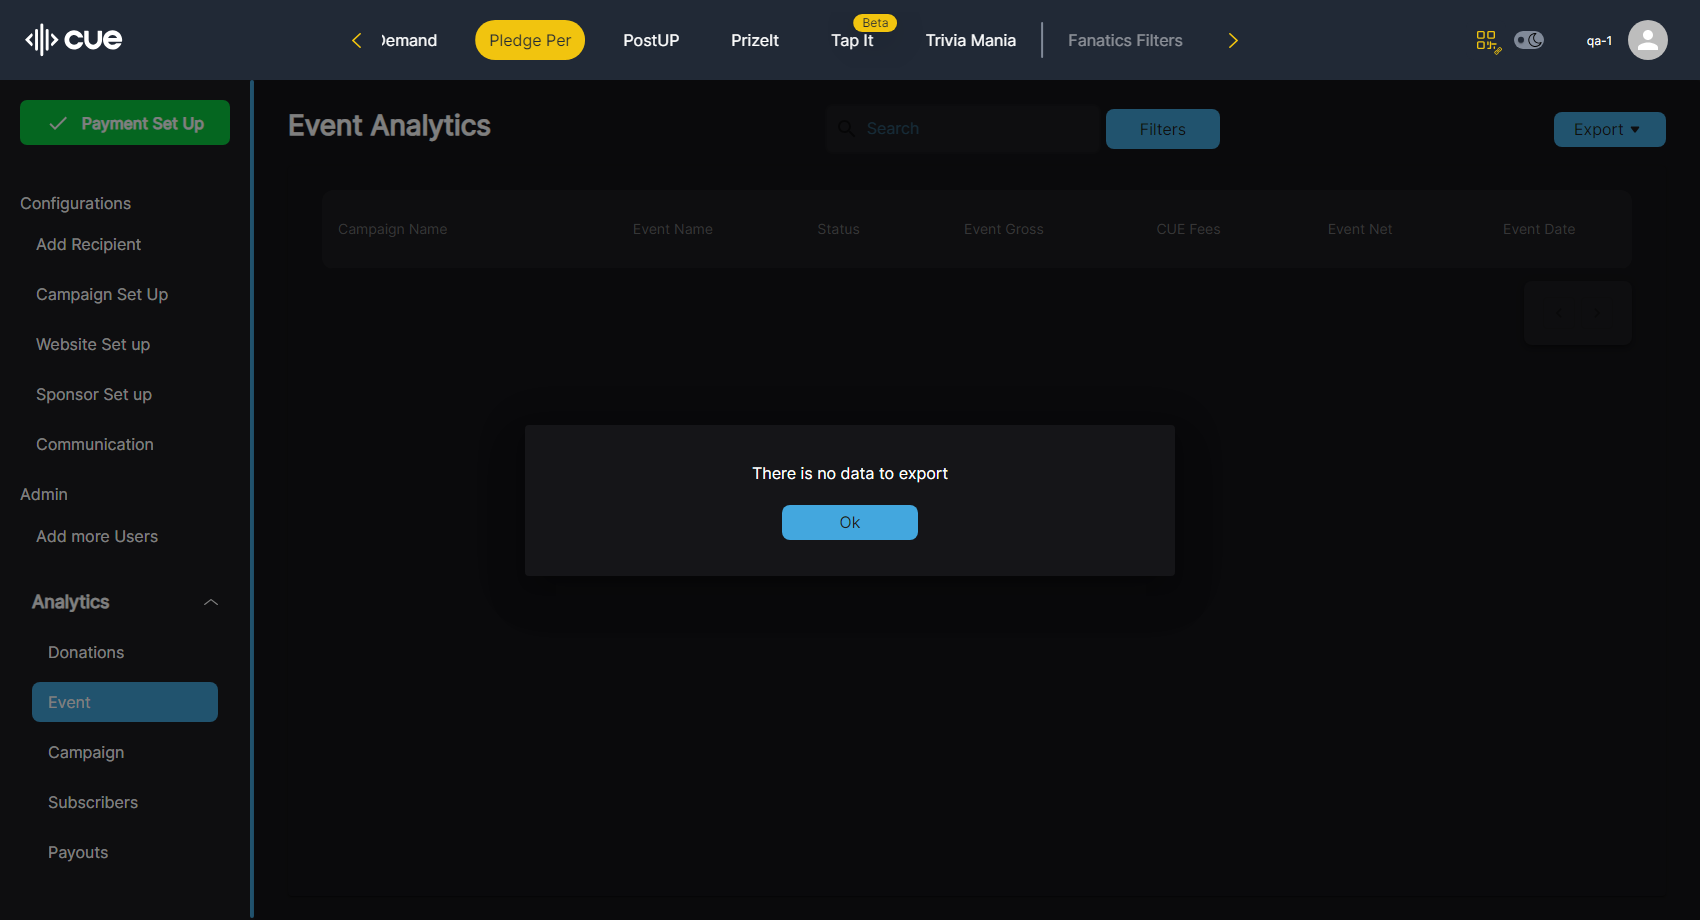 cue
Demand
Pledge Per
PostUP
PrizeIt
Tap It
Beta
Trivia Mania
Fanatics Filters
qa-1
Payment Set Up
Configurations
Add Recipient
Campaign Set Up
Website Set up
Sponsor Set up
Communication
Admin
Add more Users
Analytics
Donations
Event
Campaign
Subscribers
Payouts
Event Analytics
Search
Filters
Export
Campaign Name
Event Name
Status
Event Gross
CUE Fees
Event Net
Event Date
There is no data to export
Ok